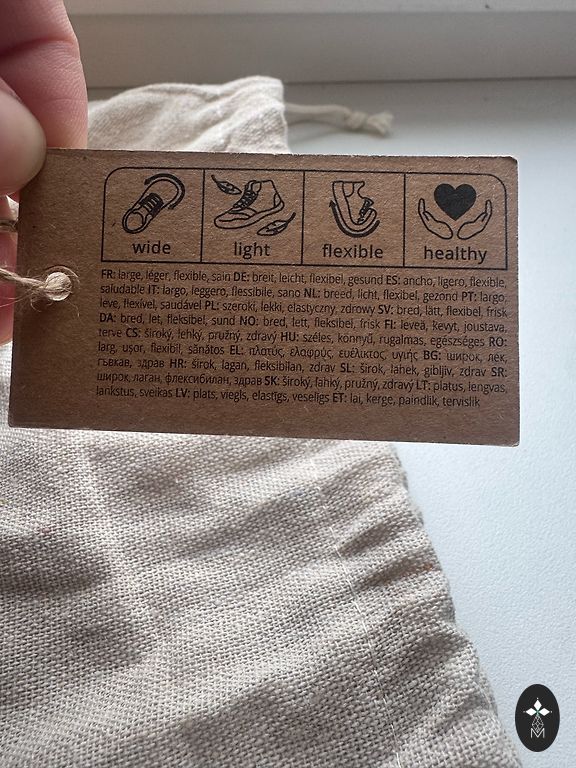 wide light flexible healthy
FR: large, léger, flexible, sain DE: breit, leicht, flexibel, gesund ES: ancho, ligero, flexible,
saludable IT: largo, leggero, flessibile, sano NL: breed, licht, flexibel, gezond PT: largo,
leve, flexível, saudável PL: szeroki, lekki, elastyczny, zdrowy SV: bred, lätt, flexibel, frisk
DA: bred, let, fleksibel, sund NO: bred, lett, fleksibel, frisk FI: leveä, kevyt, joustava,
terve CS: široký, lehký, pružný, zdravý HU: széles, könnyű, rugalmas, egészséges RO:
larg, ușor, flexibil, sănătos EL: πλατύς, ελαφρύς, ευέλικτος, υγιής BG: широк, лек,
гъвкав, здрав HR: širok, lagan, fleksibilan, zdrav SL: širok, lahek, gibljiv, zdrav SR:
широк, лаган, флексибилан, здрав SK: široký, ľahký, pružný, zdravý LT: platus, lengvas,
lankstus, sveikas LV: plats, viegls, elastīgs, veselīgs ET: lai, kerge, paindlik, tervislik
M